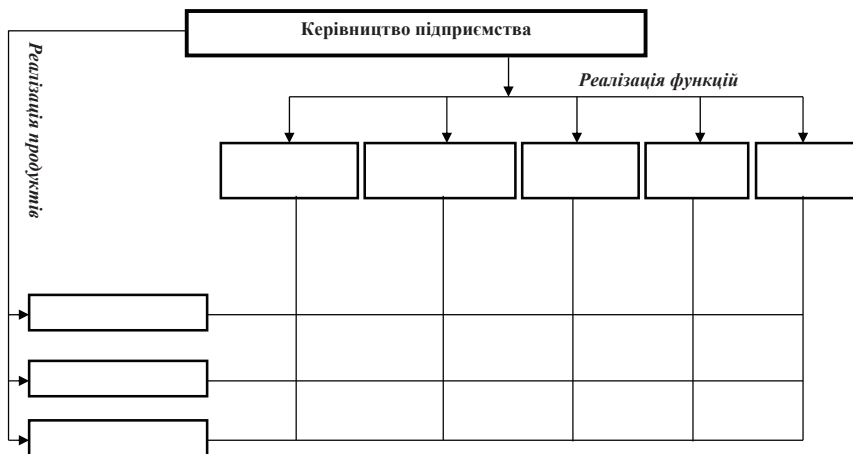 Керівництво підприємства
Реалізація функцій
Реалізація продуктів